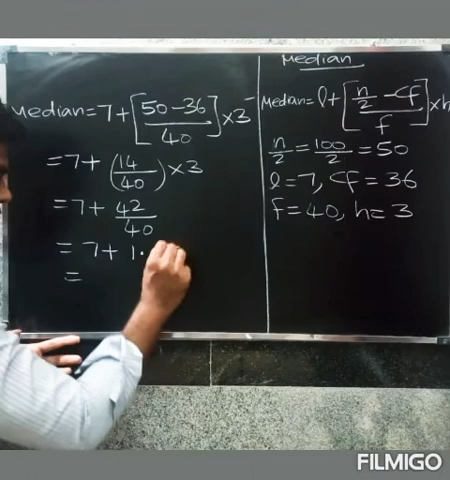 Median
Median = 7 + [50 - 36 / 40] × 3
= 7 + (14 / 40) × 3
= 7 + 42 / 40
= 7 + 1.
=
Median = l + [n/2 - cf / f] × h
n/2 = 100/2 = 50
l = 7, cf = 36
f = 40, h = 3
FILMIGO